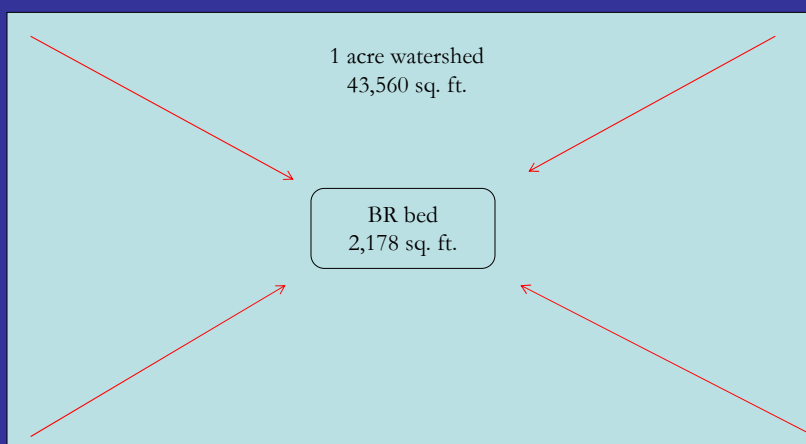 1 acre watershed
43,560 sq. ft.
BR bed
2,178 sq. ft.